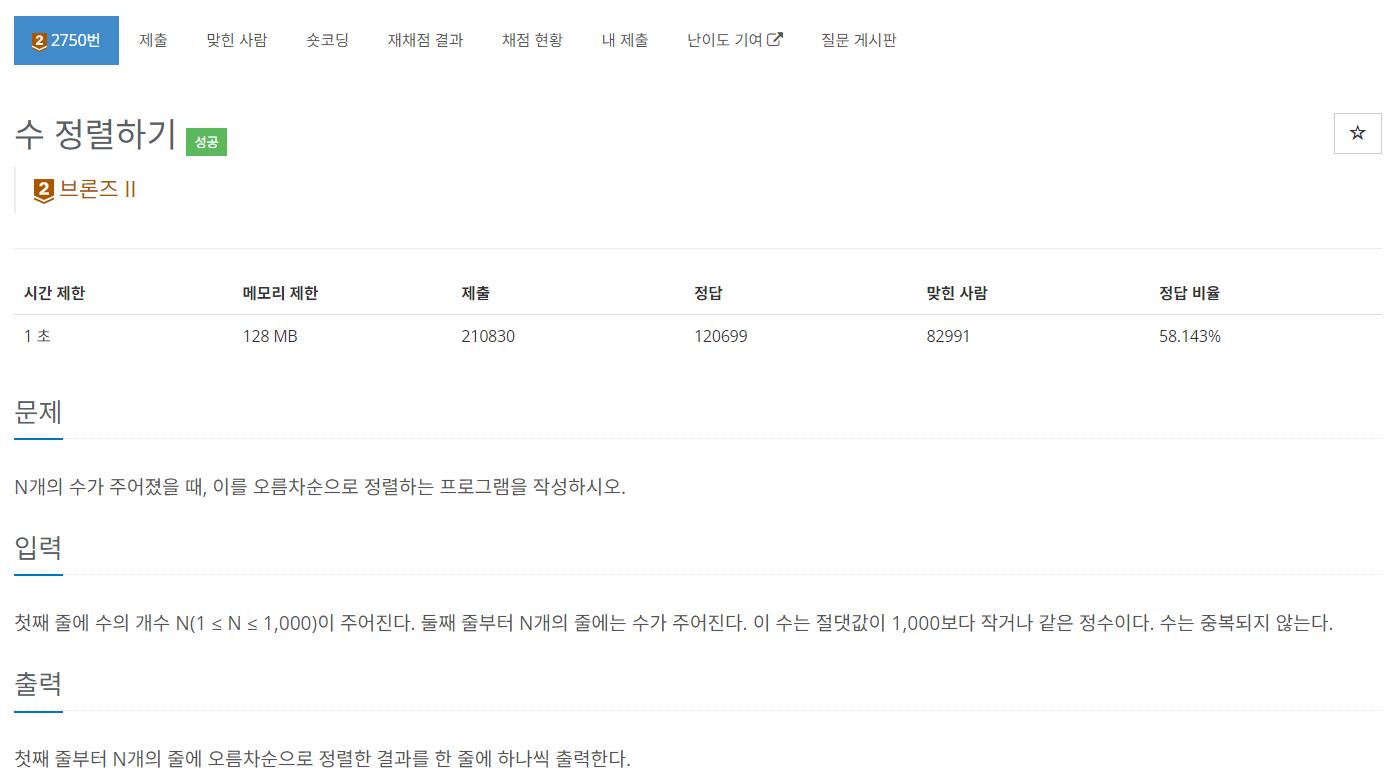 2 2750번 제출 맞힌 사람 숏코딩 재채점 결과 채점 현황 내 제출 난이도 기여 질문 게시판
수 정렬하기 성공
2 브론즈 II
시간 제한 메모리 제한 제출 정답 맞힌 사람 정답 비율
1 초 128 MB 210830 120699 82991 58.143%
문제
N개의 수가 주어졌을 때, 이를 오름차순으로 정렬하는 프로그램을 작성하시오.
입력
첫째 줄에 수의 개수 N(1 ≤ N ≤ 1,000)이 주어진다. 둘째 줄부터 N개의 줄에는 수가 주어진다. 이 수는 절댓값이 1,000보다 작거나 같은 정수이다. 수는 중복되지 않는다.
출력
첫째 줄부터 N개의 줄에 오름차순으로 정렬한 결과를 한 줄에 하나씩 출력한다.